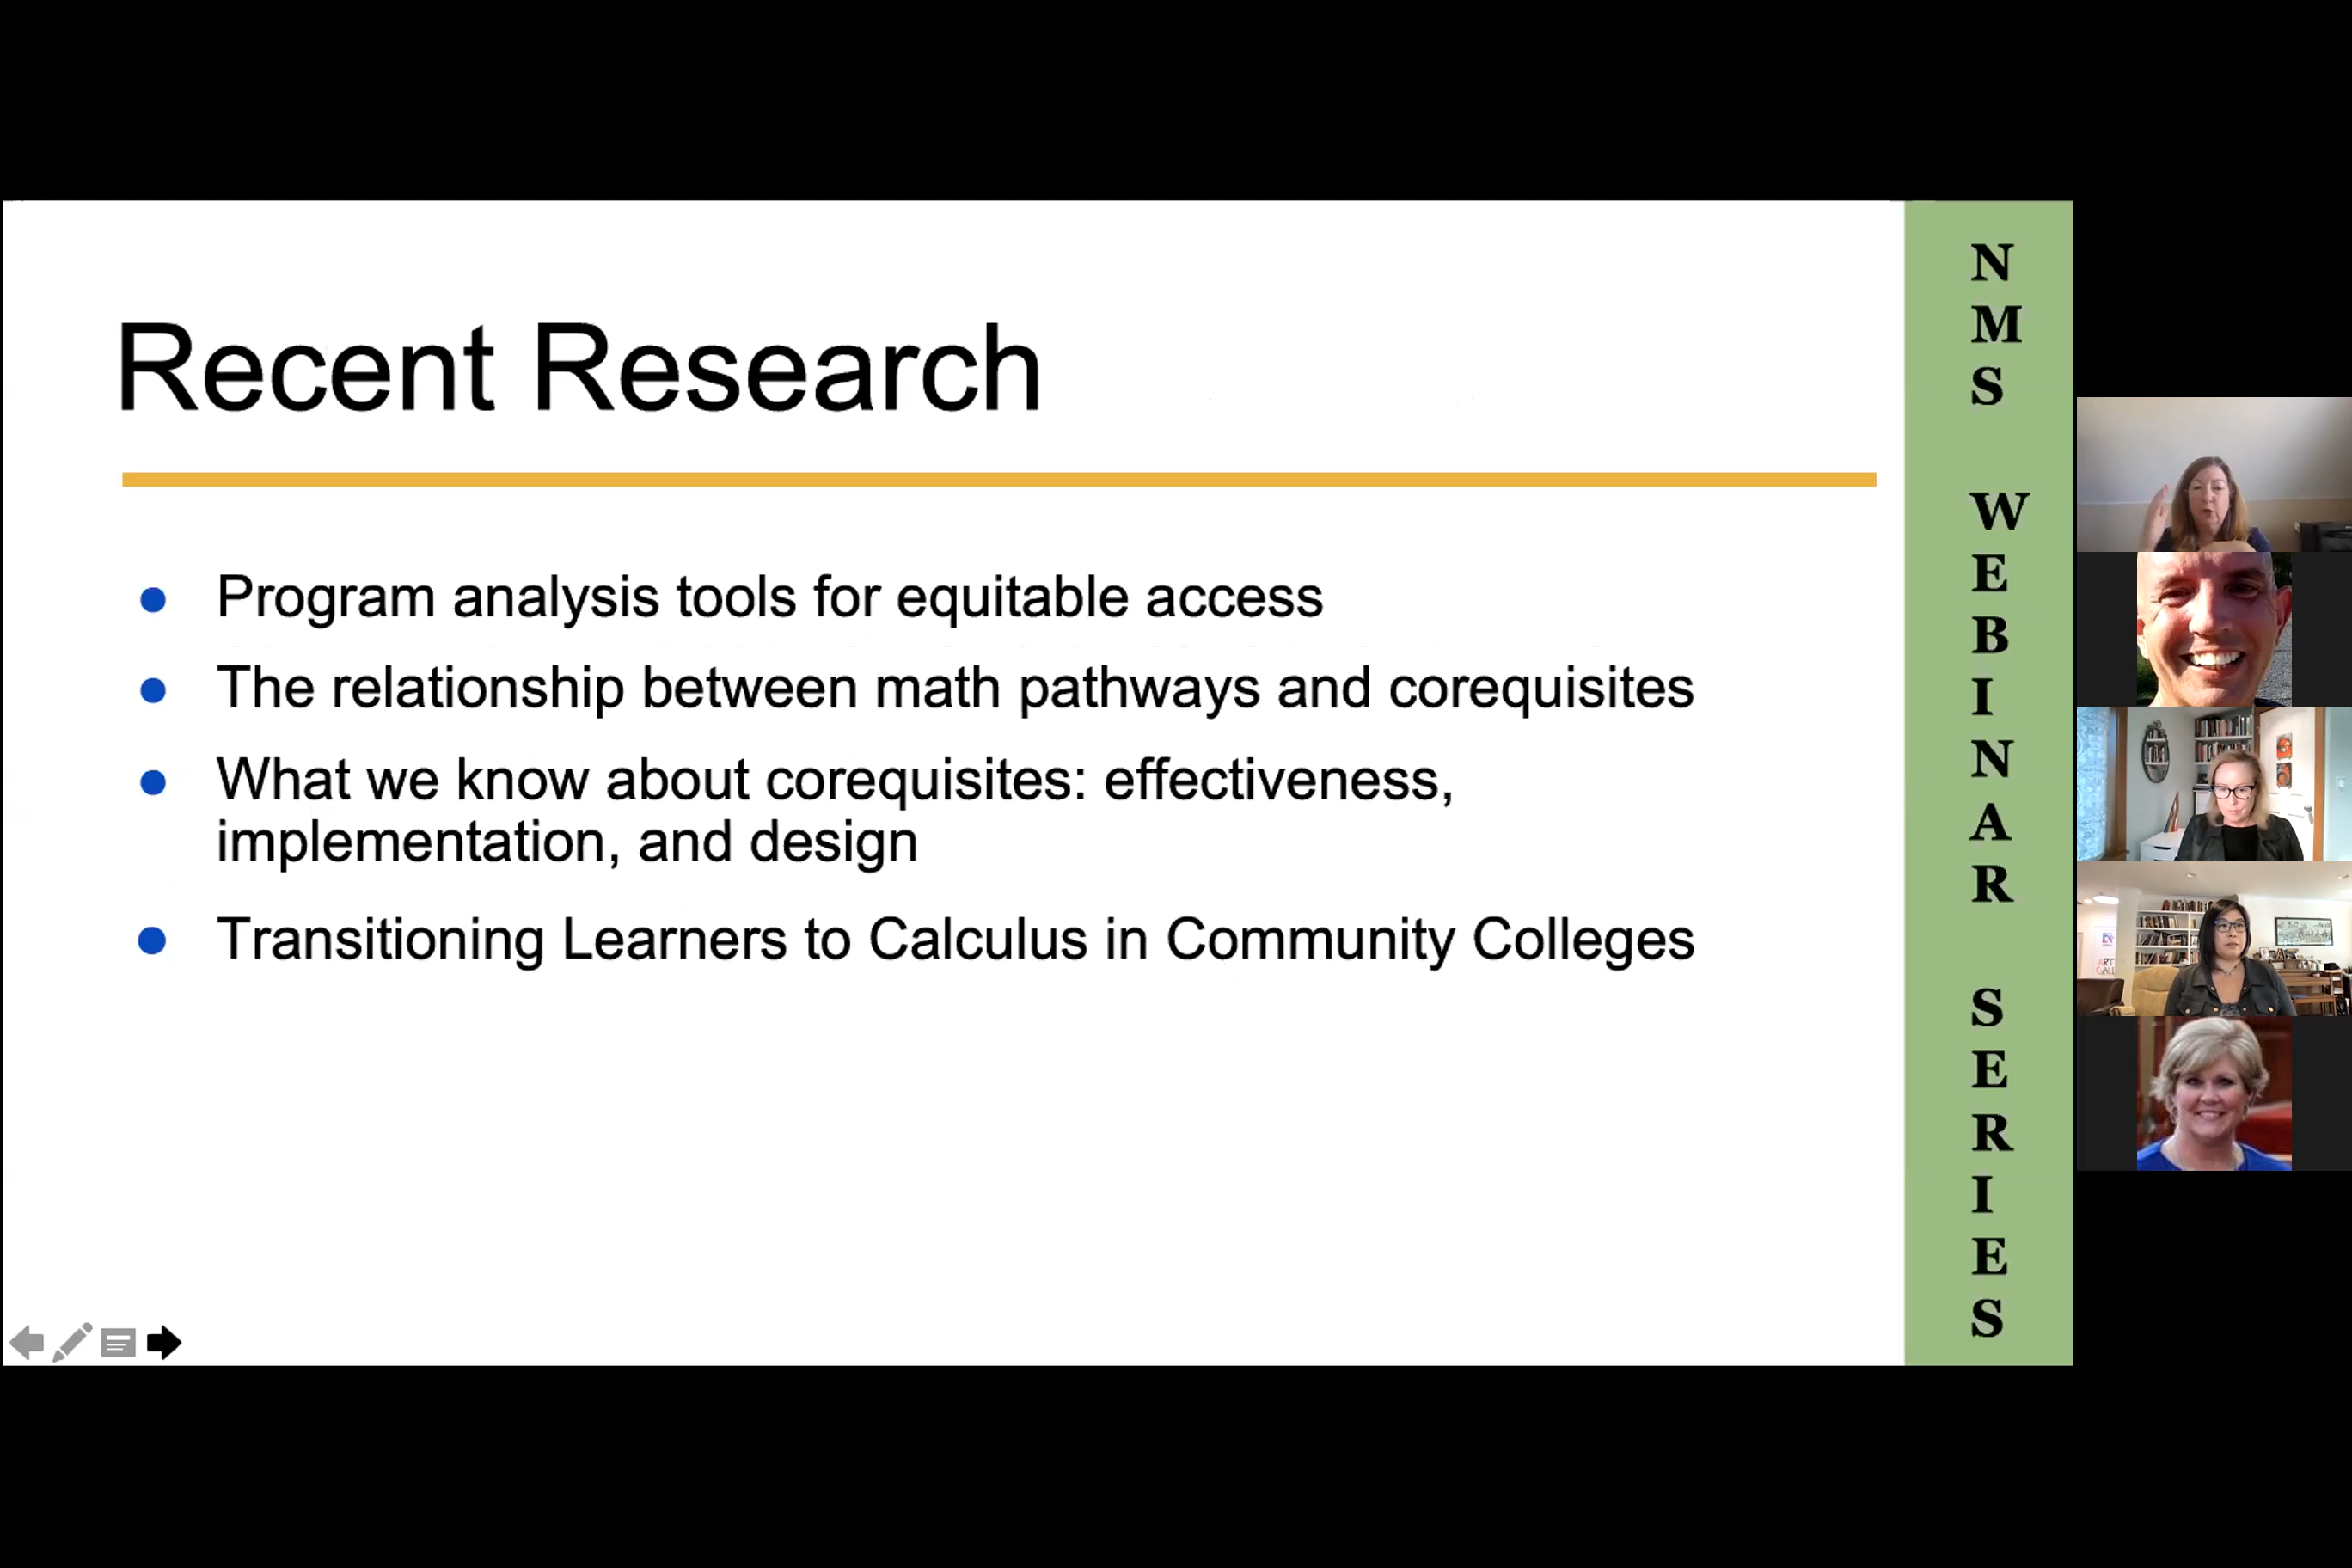 Recent Research
Program analysis tools for equitable access
The relationship between math pathways and corequisites
What we know about corequisites: effectiveness,
implementation, and design
Transitioning Learners to Calculus in Community Colleges
NMS WEBINAR SERIES
ART